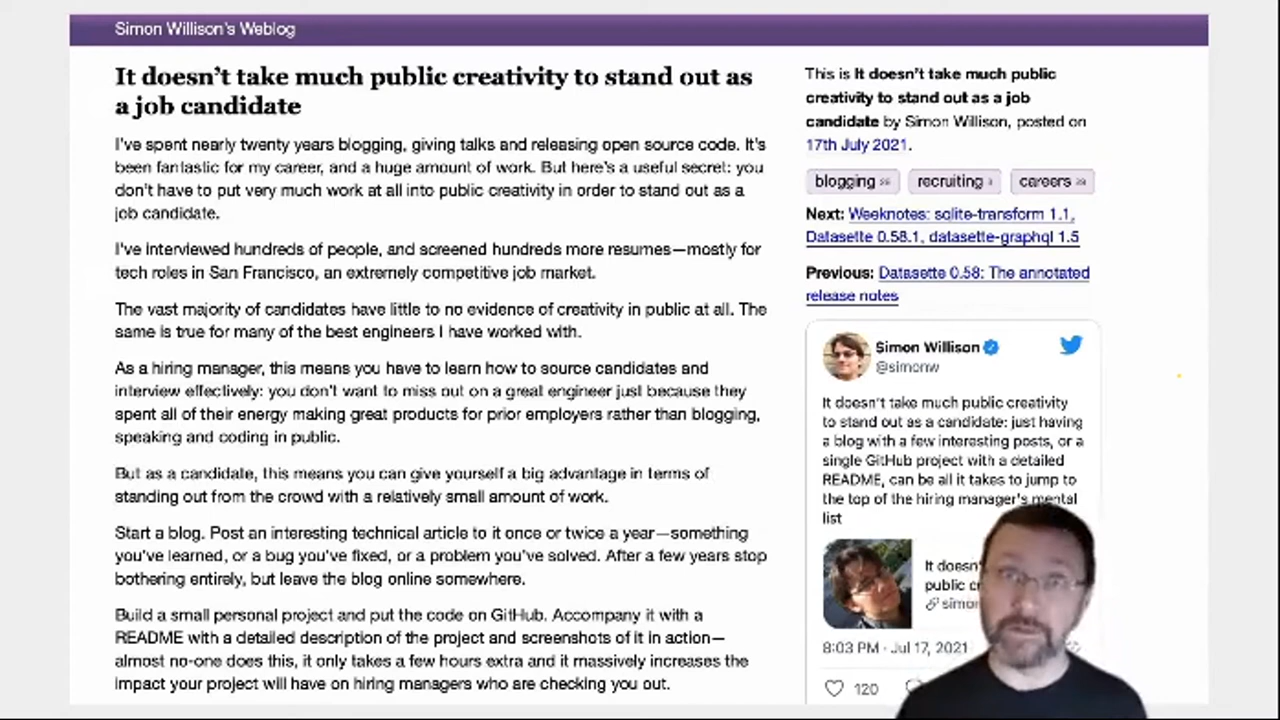 Simon Willison's Weblog
It doesn't take much public creativity to stand out as
a job candidate
I've spent nearly twenty years blogging, giving talks and releasing open source code. It's
been fantastic for my career, and a huge amount of work. But here's a useful secret: you
don't have to put very much work at all into public creativity in order to stand out as a
job candidate.
I've interviewed hundreds of people, and screened hundreds more resumes—mostly for
tech roles in San Francisco, an extremely competitive job market.
The vast majority of candidates have little to no evidence of creativity in public at all. The
same is true for many of the best engineers I have worked with.
As a hiring manager, this means you have to learn how to source candidates and
interview effectively: you don't want to miss out on a great engineer just because they
spent all of their energy making great products for prior employers rather than blogging,
speaking and coding in public.
But as a candidate, this means you can give yourself a big advantage in terms of
standing out from the crowd with a relatively small amount of work.
Start a blog. Post an interesting technical article to it once or twice a year—something
you've learned, or a bug you've fixed, or a problem you've solved. After a few years stop
bothering entirely, but leave the blog online somewhere.
Build a small personal project and put the code on GitHub. Accompany it with a
README with a detailed description of the project and screenshots of it in action—
almost no-one does this, it only takes a few hours extra and it massively increases the
impact your project will have on hiring managers who are checking you out.
This is It doesn't take much public
creativity to stand out as a job
candidate by Simon Willison, posted on
17th July 2021.
blogging recruiting careers
Next: Weeknotes: sqlite-transform 1.1,
Datasette 0.58.1, datasette-graphql 1.5
Previous: Datasette 0.58: The annotated
release notes
Simon Willison
@simonw
It doesn't take much public creativity
to stand out as a candidate: just having
a blog with a few interesting posts, or a
single GitHub project with a detailed
README, can be all it takes to jump to
the top of the hiring manager's mental
list
It doesn'
public c
simon
8:03 PM · Jul 17, 2021
120